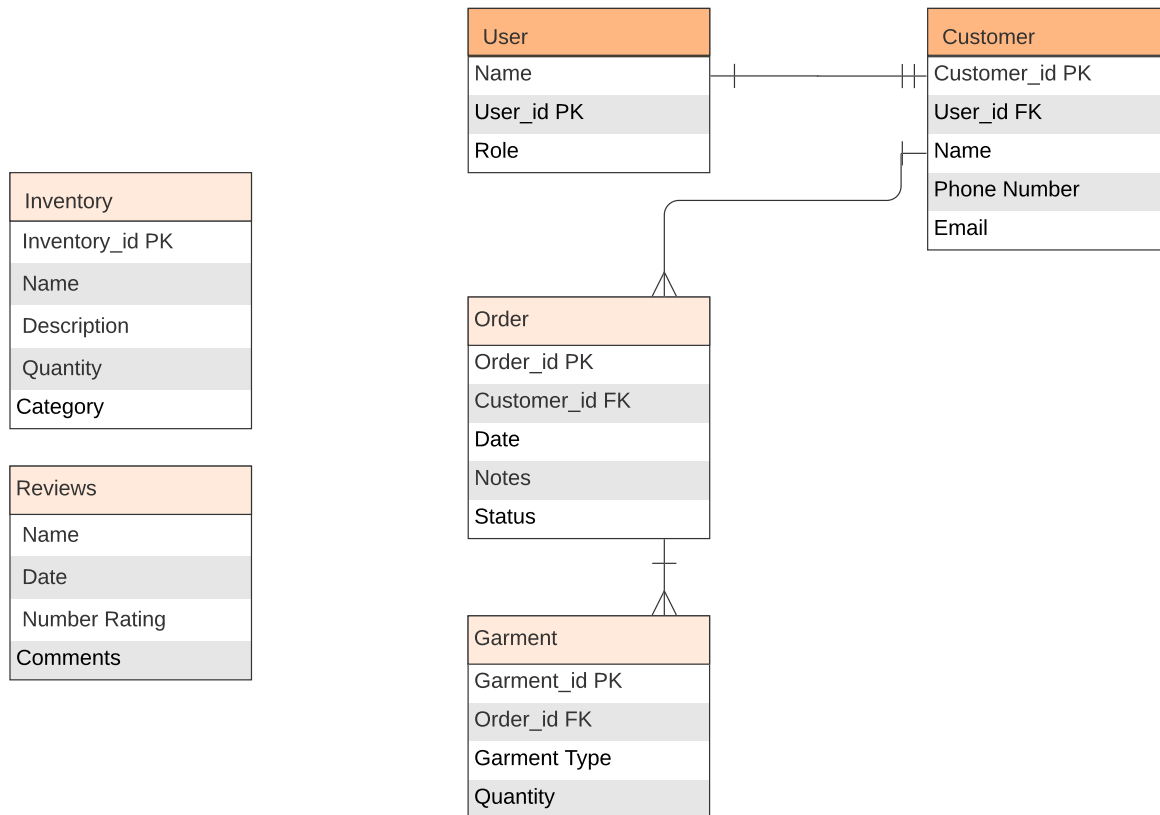 User
Name
User_id PK
Role
Customer
Customer_id PK
User_id FK
Name
Phone Number
Email
Inventory
Inventory_id PK
Name
Description
Quantity
Category
Order
Order_id PK
Customer_id FK
Date
Notes
Status
Reviews
Name
Date
Number Rating
Comments
Garment
Garment_id PK
Order_id FK
Garment Type
Quantity